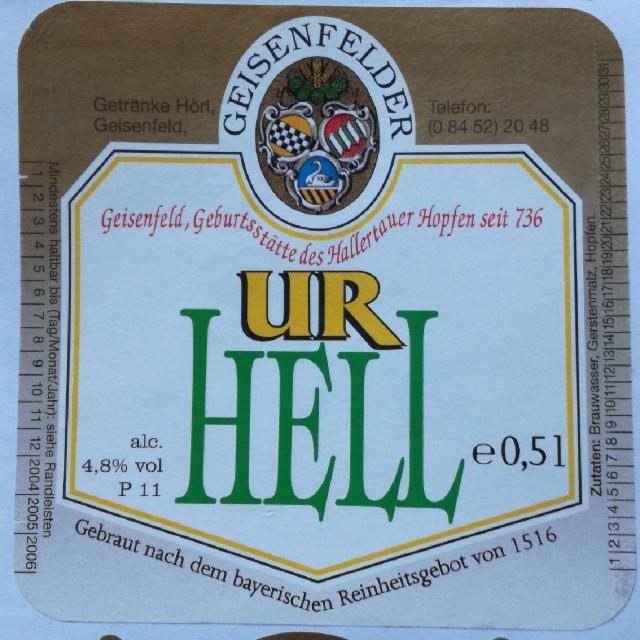 GEISENFELDER
Getränke Hörl,
Geisenfeld,
Telefon:
(0 84 52) 20 48
Geisenfeld, Geburtsstätte des Hallertauer Hopfen seit 736
UR
HELL
alc.
4,8% vol
P 11
e 0,5 l
Gebraut nach dem bayerischen Reinheitsgebot von 1516
Mindestens haltbar bis (Tag/Monat/Jahr): siehe Randleisten
1|2|3|4|5|6|7|8|9|10|11|12|2004|2005|2006|
Zutaten: Brauwasser, Gerstenmalz, Hopfen.
|1|2|3|4|5|6|7|8|9|10|11|12|13|14|15|16|17|18|19|20|21|22|23|24|25|26|27|28|29|30|31|